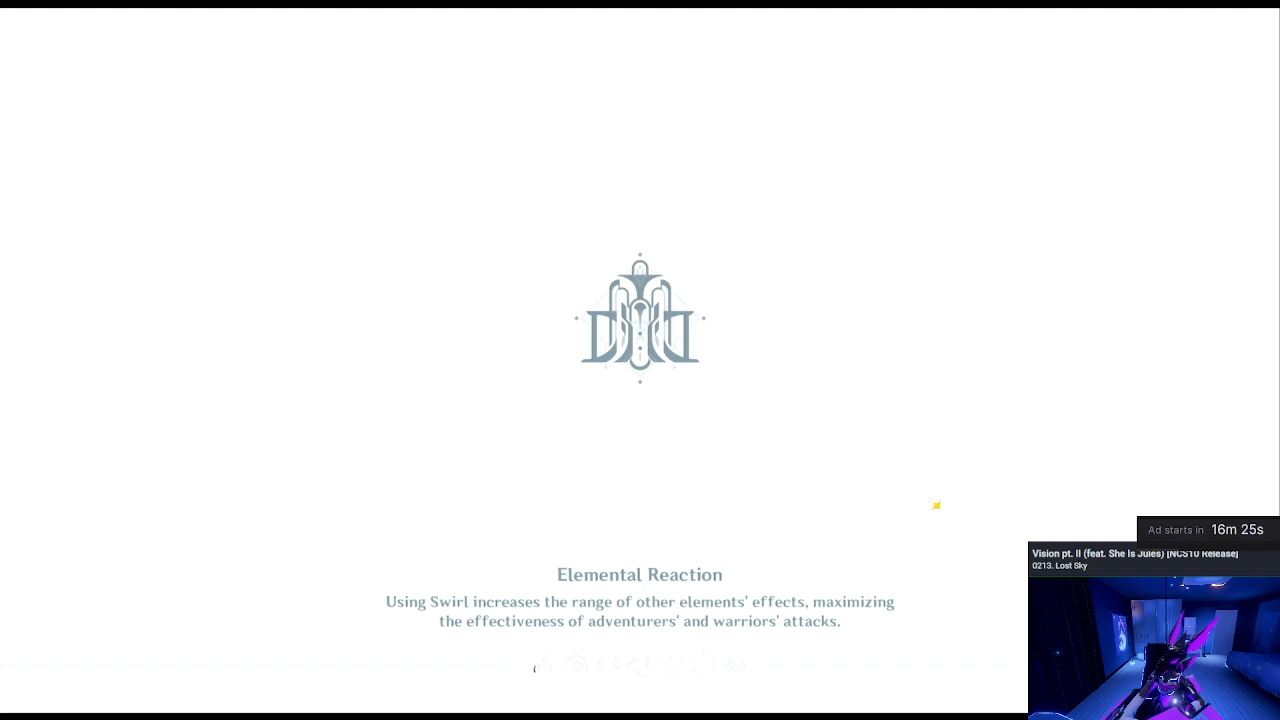 Elemental Reaction
Using Swirl increases the range of other elements' effects, maximizing
the effectiveness of adventurers' and warriors' attacks.
Ad starts in 16m 25s
Vision pt. II (feat. She Is Jules) [NCS10 Release]
0213. Lost Sky